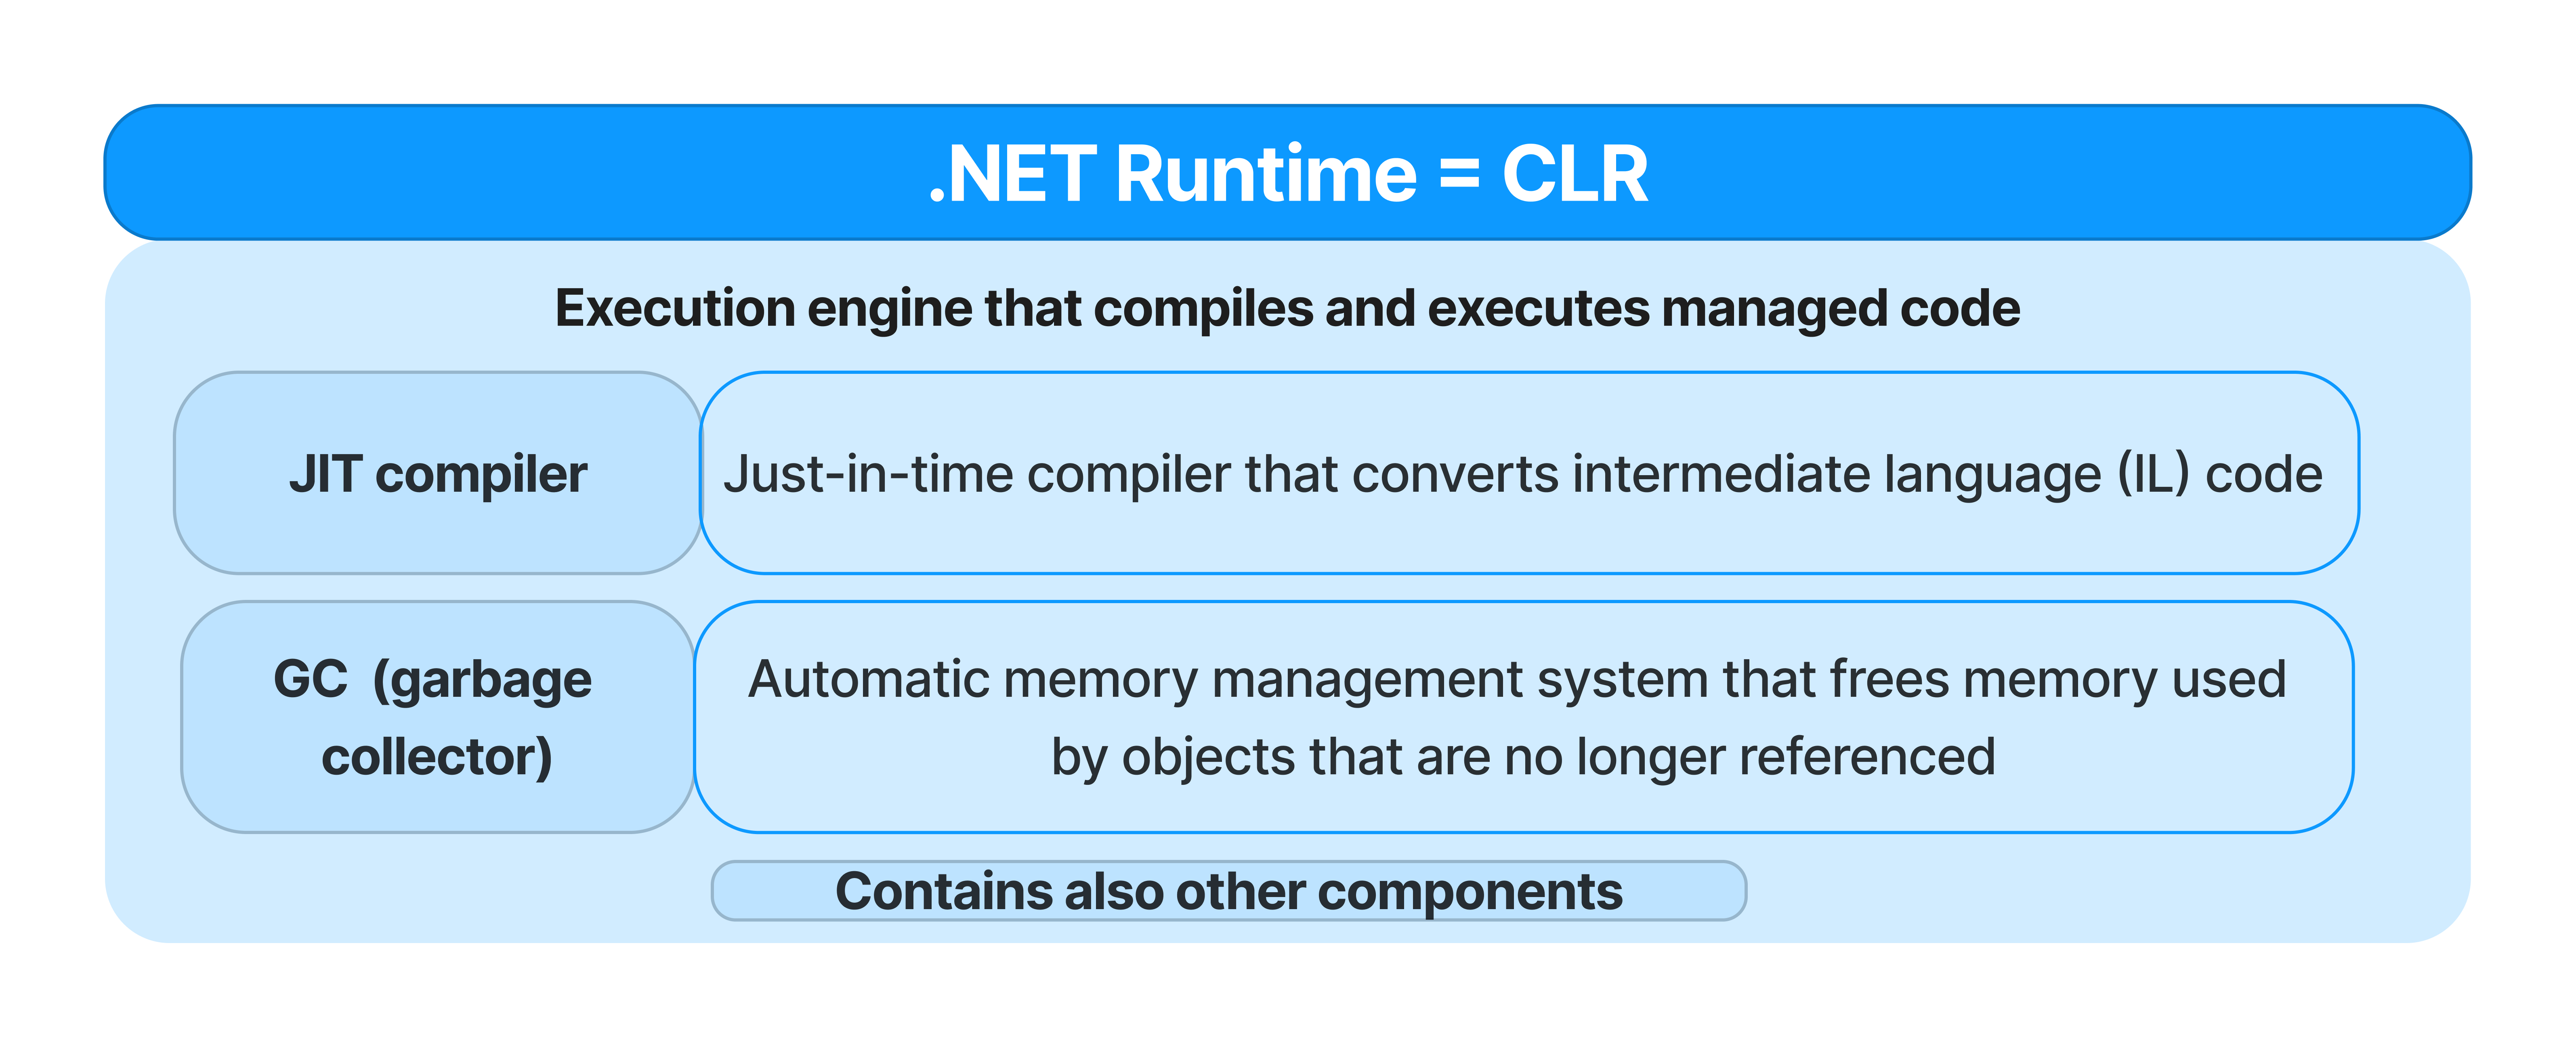 .NET Runtime = CLR
Execution engine that compiles and executes managed code
JIT compiler
Just-in-time compiler that converts intermediate language (IL) code
GC (garbage
collector)
Automatic memory management system that frees memory used
by objects that are no longer referenced
Contains also other components